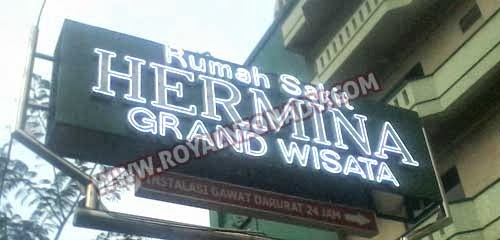 Rumah Sakit
HERMINA
GRAND WISATA
INSTALASI GAWAT DARURAT 24 JAM